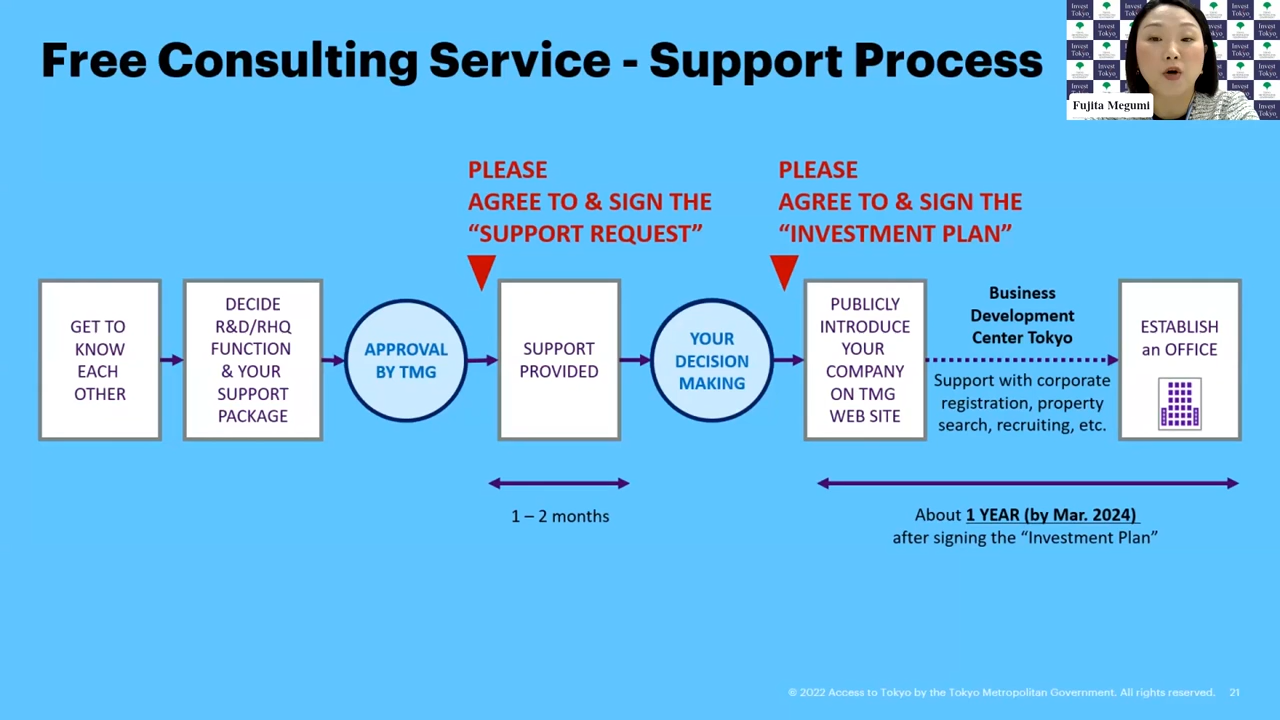 Free Consulting Service - Support Process
Invest Tokyo
Fujita Megumi
PLEASE
AGREE TO & SIGN THE
“SUPPORT REQUEST”
PLEASE
AGREE TO & SIGN THE
“INVESTMENT PLAN”
GET TO
KNOW
EACH
OTHER
DECIDE
R&D/RHQ
FUNCTION
& YOUR
SUPPORT
PACKAGE
APPROVAL
BY TMG
SUPPORT
PROVIDED
YOUR
DECISION
MAKING
PUBLICLY
INTRODUCE
YOUR
COMPANY
ON TMG
WEB SITE
Business
Development
Center Tokyo
Support with corporate
registration, property
search, recruiting, etc.
ESTABLISH
an OFFICE
1 – 2 months
About 1 YEAR (by Mar. 2024)
after signing the “Investment Plan”
© 2022 Access to Tokyo by the Tokyo Metropolitan Government. All rights reserved. 21